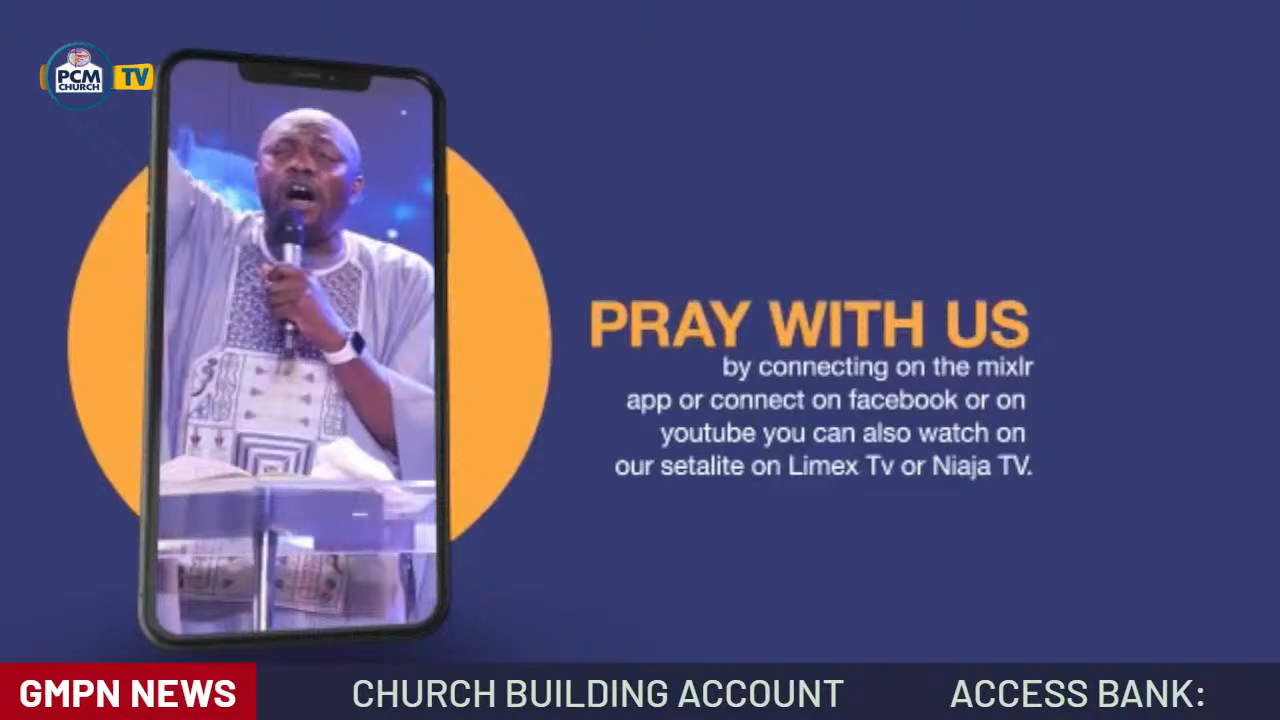 PCM
CHURCH
TV
PRAY WITH US
by connecting on the mixlr
app or connect on facebook or on
youtube you can also watch on
our setalite on Limex Tv or Niaja TV.
GMPN NEWS
CHURCH BUILDING ACCOUNT
ACCESS BANK: